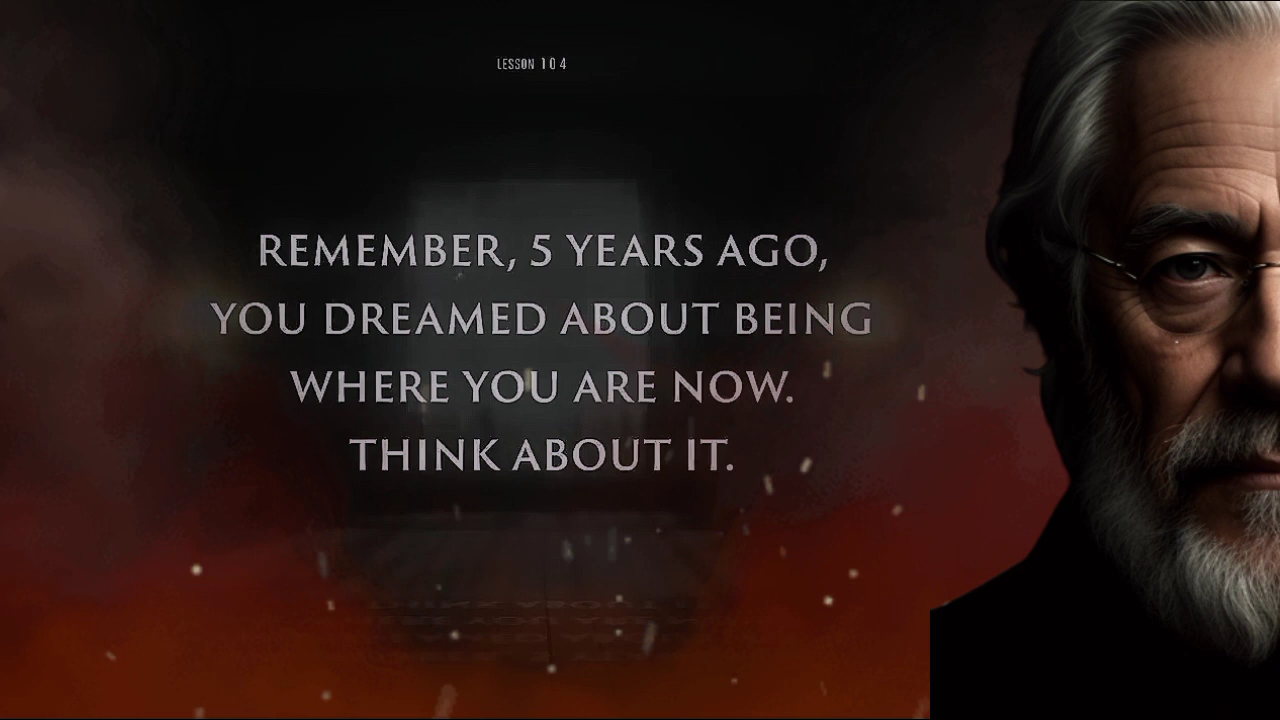 LESSON 104
REMEMBER, 5 YEARS AGO,
YOU DREAMED ABOUT BEING
WHERE YOU ARE NOW.
THINK ABOUT IT.